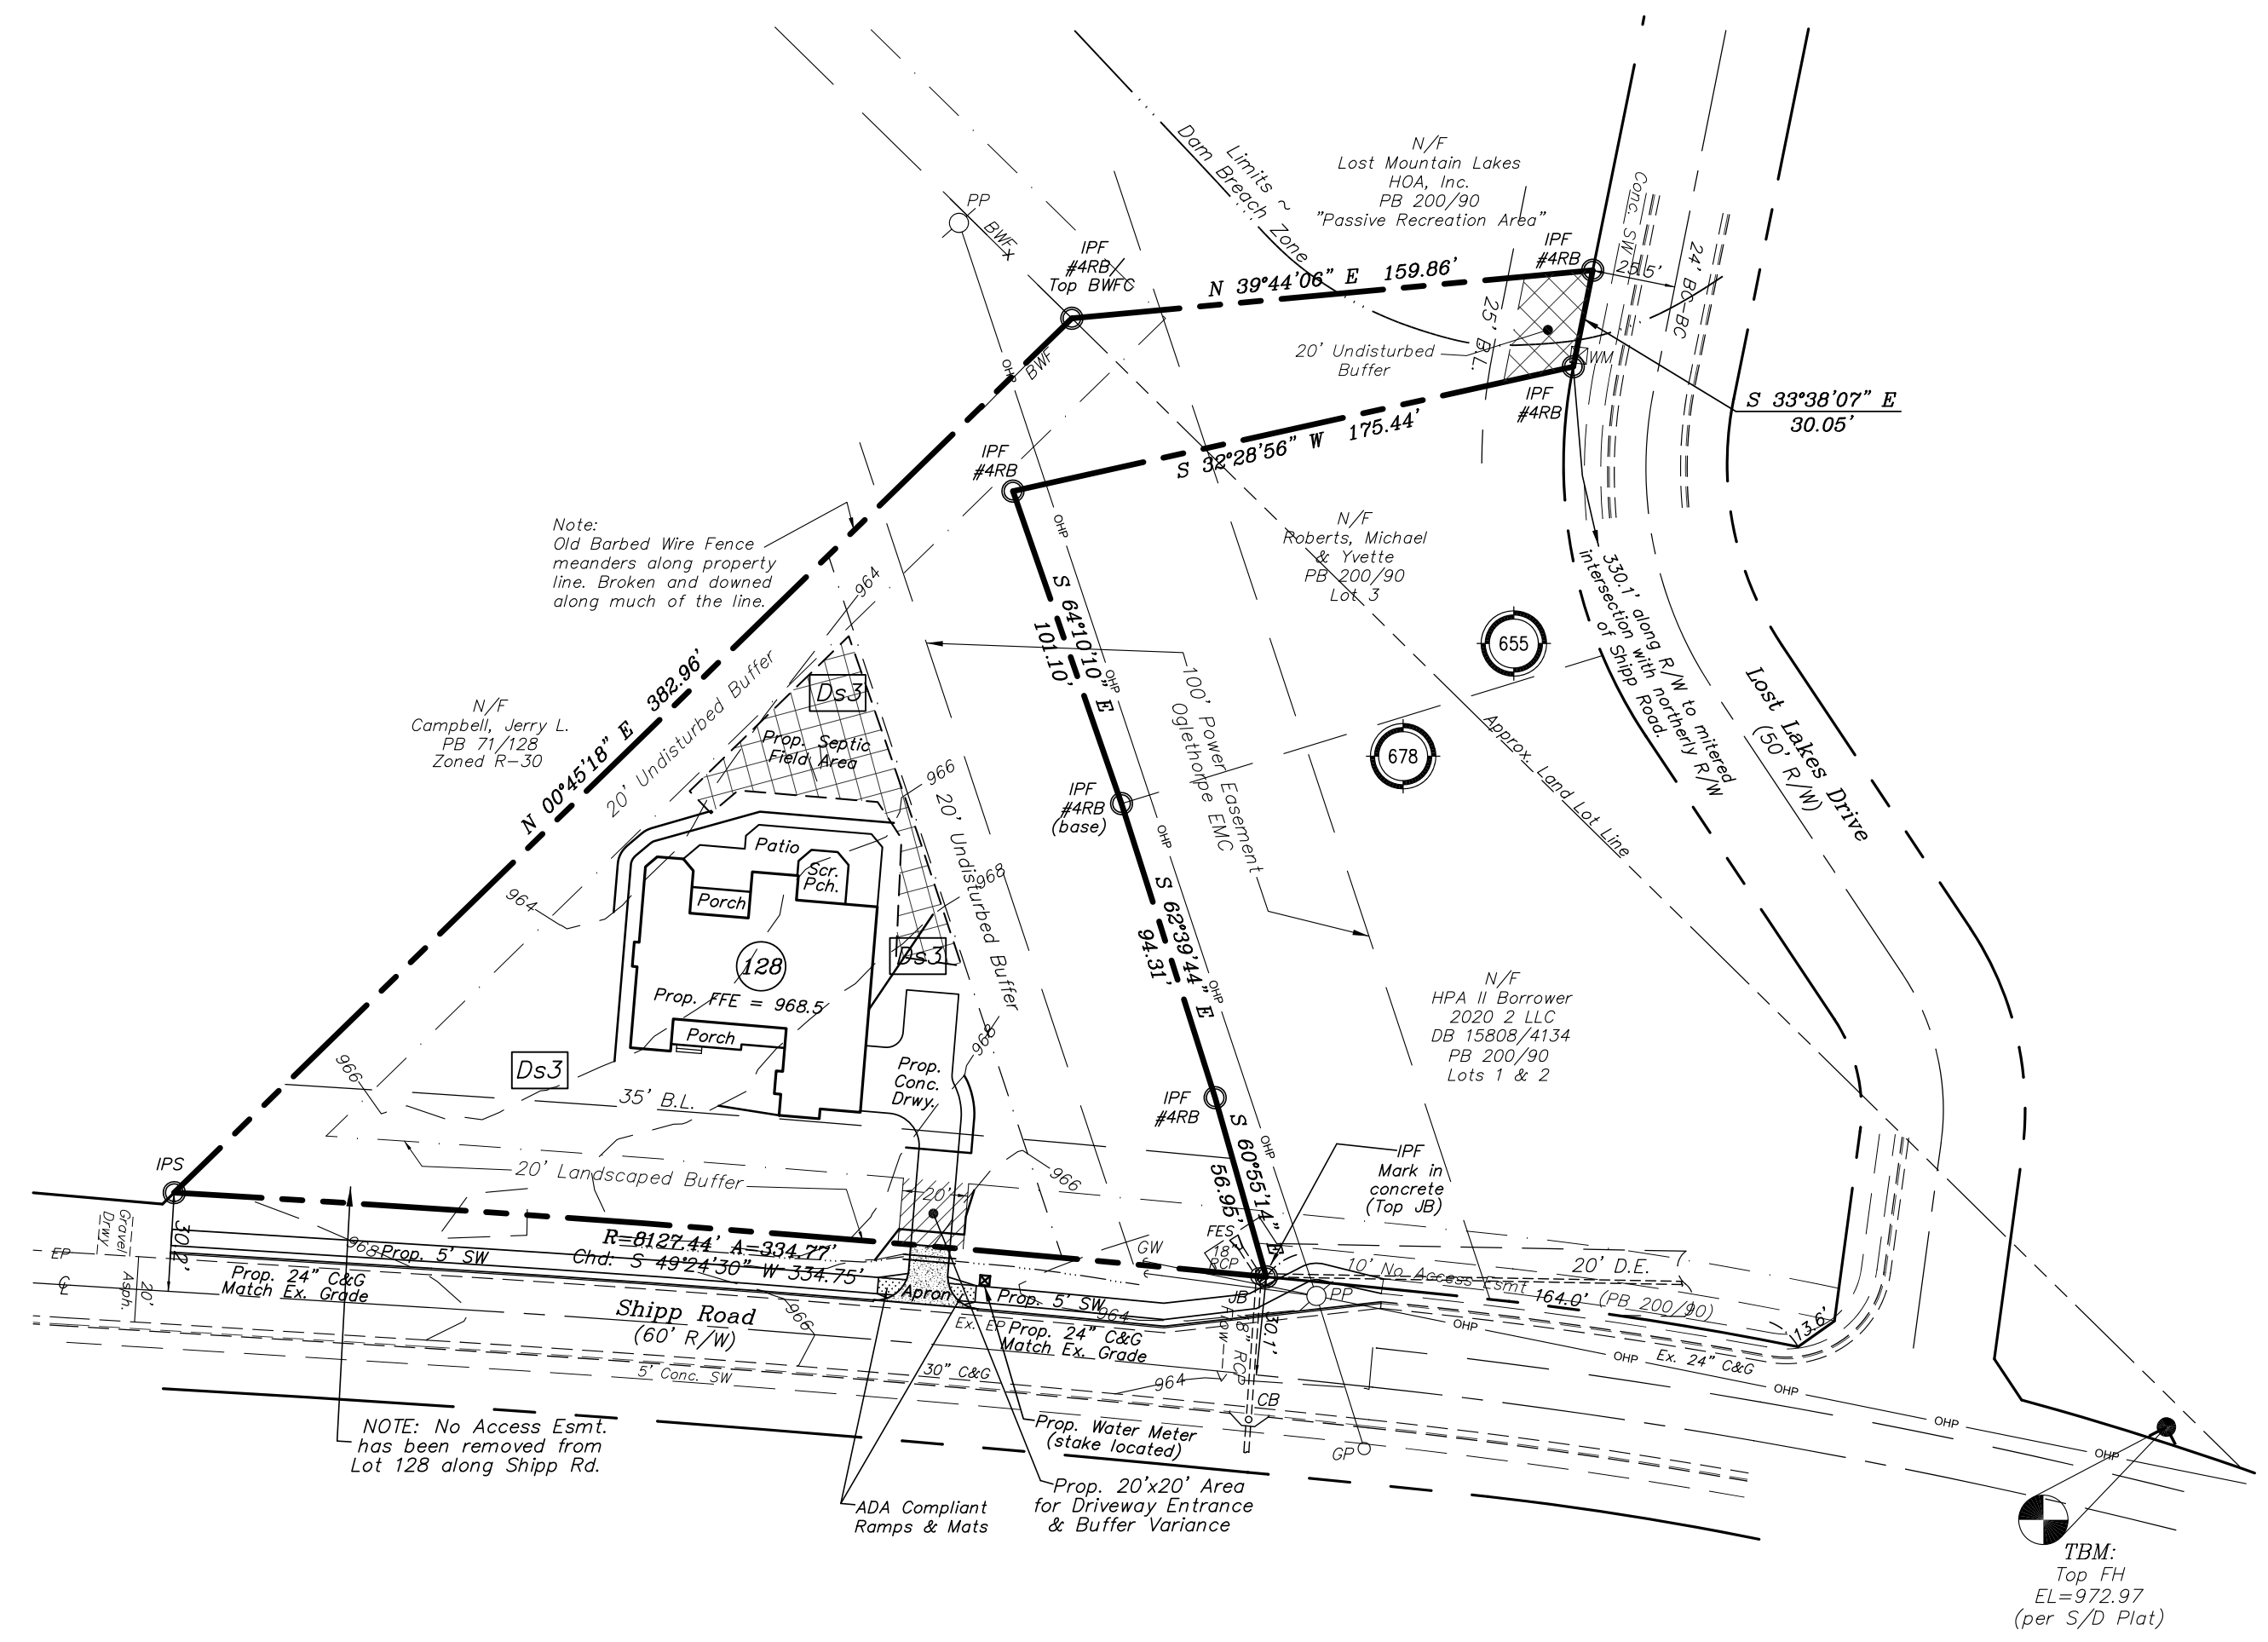 N/F
Lost Mountain Lakes
HOA, Inc.
PB 200/90
"Passive Recreation Area"
Limits ~
Dam Breach Zone
PP
BWFx
IPF
#4RB/
Top BWFC
N 39°44'06" E 159.86'
IPF
#4RB
Conc. SW
25.5'
24' BC-BC
25' B.L.
20' Undisturbed
Buffer
WM
IPF
#4RB
S 33°38'07" E
30.05'
OHP
BWF
S 32°28'56" W 175.44'
IPF
#4RB
Note:
Old Barbed Wire Fence
meanders along property
line. Broken and downed
along much of the line.
OHP
N/F
Roberts, Michael
& Yvette
PB 200/90
Lot 3
964
S 64°10'10" E
101.10'
OHP
100' Power Easement
Oglethorpe EMC
655
678
330.1' along R/W to mitered
intersection with northerly R/W
of Shipp Road.
Lost Lakes Drive
(50' R/W)
Approx. Land Lot Line
N/F
Campbell, Jerry L.
PB 71/128
Zoned R-30
N 00°45'18" E 382.96'
20' Undisturbed Buffer
Ds3
Prop. Septic
Field Area
966
20' Undisturbed Buffer
IPF
#4RB
(base)
OHP
Patio
Scr.
Pch.
Porch
968
964
128
Ds3
Prop. FFE = 968.5
Porch
S 62°39'44" E
94.31'
OHP
N/F
HPA II Borrower
2020 2 LLC
DB 15808/4134
PB 200/90
Lots 1 & 2
966
Ds3
968
Prop.
Conc.
Drwy.
35' B.L.
IPF
#4RB
S 60°55'14" E
56.95'
OHP
IPF
Mark in
concrete
(Top JB)
IPS
20' Landscaped Buffer
966
20'
30.2'
Gravel
Drwy
EP
℄
Asph.
20'
968
Prop. 5' SW
R=8127.44' A=334.77'
Chd: S 49°24'30" W 334.75'
Prop. 24" C&G
Match Ex. Grade
Shipp Road
(60' R/W)
966
Apron
GW
FES
18"
RCP
Prop. 5' SW
964
Ex. EP
Prop. 24" C&G
Match Ex. Grade
JB
Flow
18" RCP
30.1'
PP
10' No Access Esmt
20' D.E.
164.0' (PB 200/90)
13.6'
OHP
OHP
Ex. 24" C&G
OHP
OHP
OHP
5' Conc. SW
30" C&G
964
CB
GP
NOTE: No Access Esmt.
has been removed from
Lot 128 along Shipp Rd.
Prop. Water Meter
(stake located)
ADA Compliant
Ramps & Mats
Prop. 20'x20' Area
for Driveway Entrance
& Buffer Variance
TBM:
Top FH
EL=972.97
(per S/D Plat)